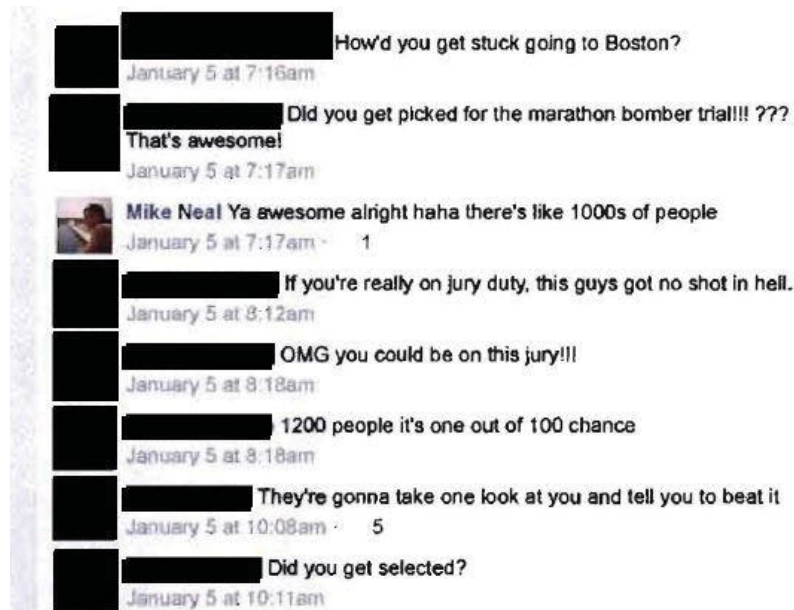 How'd you get stuck going to Boston?
January 5 at 7:16am
Did you get picked for the marathon bomber trial!!! ???
That's awesome!
January 5 at 7:17am
Mike Neal Ya awesome alright haha there's like 1000s of people
January 5 at 7:17am · 1
If you're really on jury duty, this guys got no shot in hell.
January 5 at 8:12am
OMG you could be on this jury!!!
January 5 at 8:18am
1200 people it's one out of 100 chance
January 5 at 8:18am
They're gonna take one look at you and tell you to beat it
January 5 at 10:08am · 5
Did you get selected?
January 5 at 10:11am